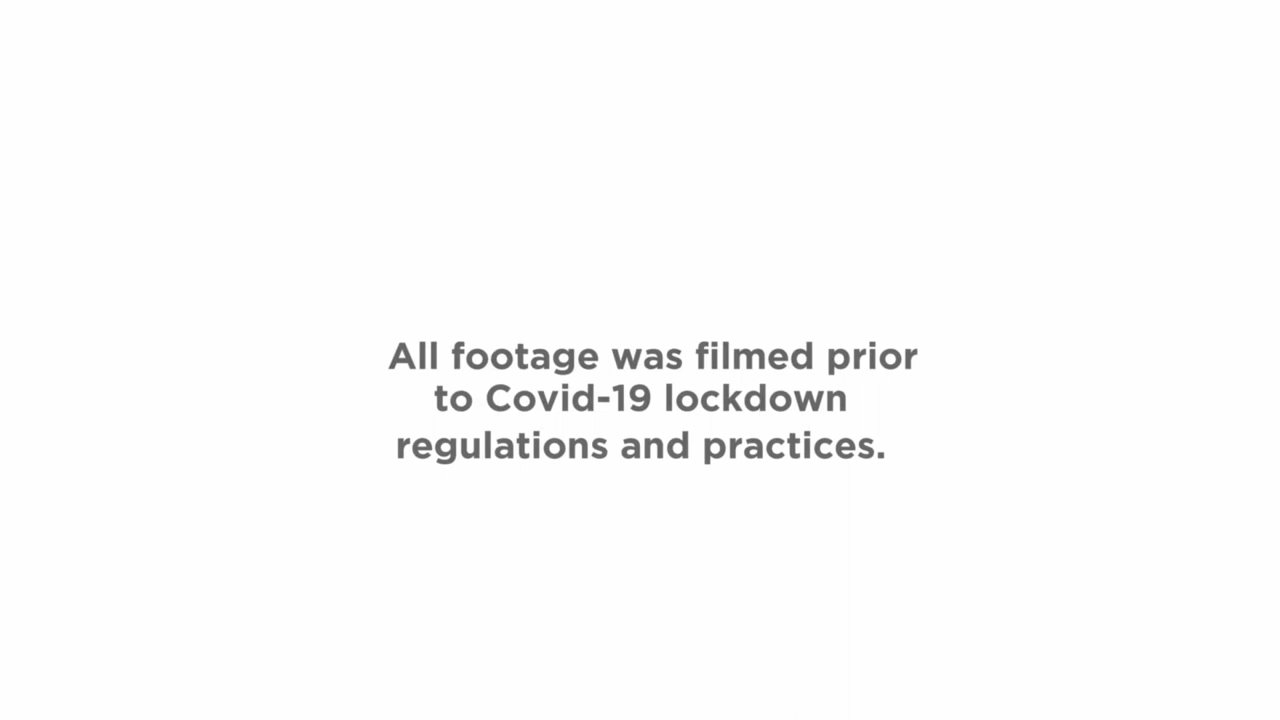 All footage was filmed prior
to Covid-19 lockdown
regulations and practices.